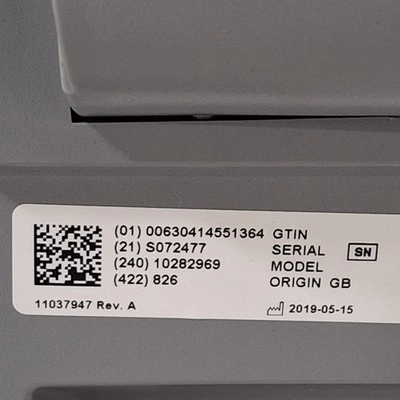 (01) 00630414551364 GTIN
(21) S072477 SERIAL SN
(240) 10282969 MODEL
(422) 826 ORIGIN GB
11037947 Rev. A 2019-05-15